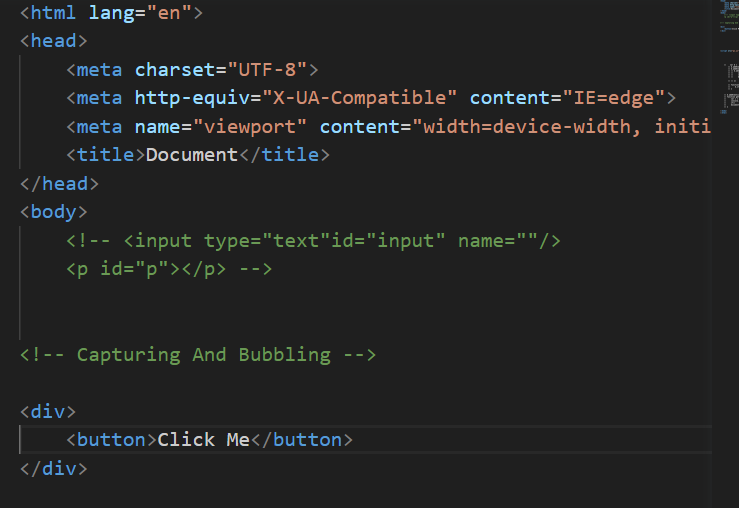 <html lang="en">
<head>
<meta charset="UTF-8">
<meta http-equiv="X-UA-Compatible" content="IE=edge">
<meta name="viewport" content="width=device-width, initi
<title>Document</title>
</head>
<body>
<!-- <input type="text"id="input" name=""/>
<p id="p"></p> -->
<!-- Capturing And Bubbling -->
<div>
<button>Click Me</button>
</div>